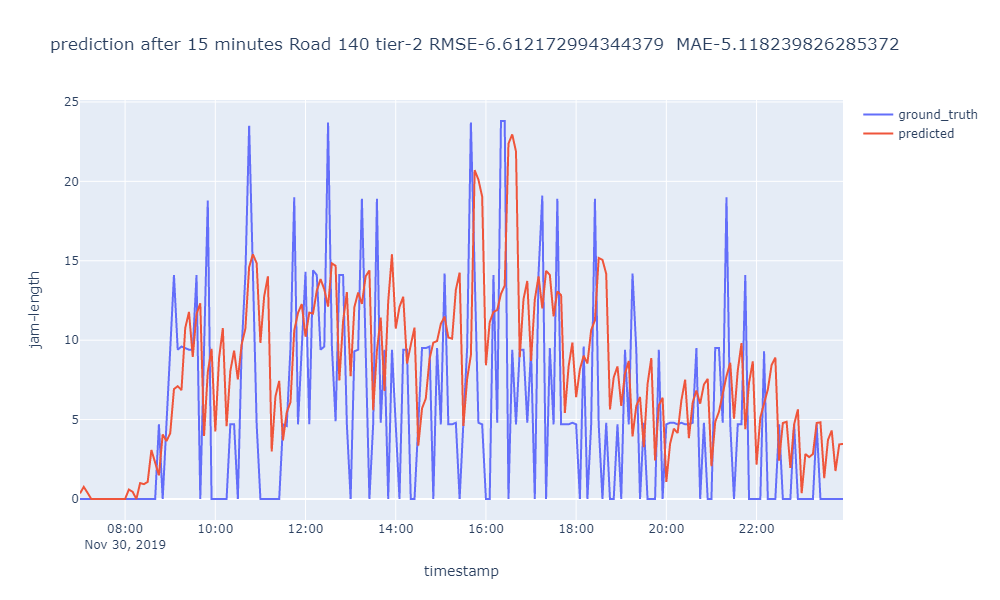 prediction after 15 minutes Road 140 tier-2 RMSE-6.612172994344379 MAE-5.118239826285372
ground_truth
predicted
25
20
15
10
5
0
jam-length
08:00 10:00 12:00 14:00 16:00 18:00 20:00 22:00
Nov 30, 2019
timestamp